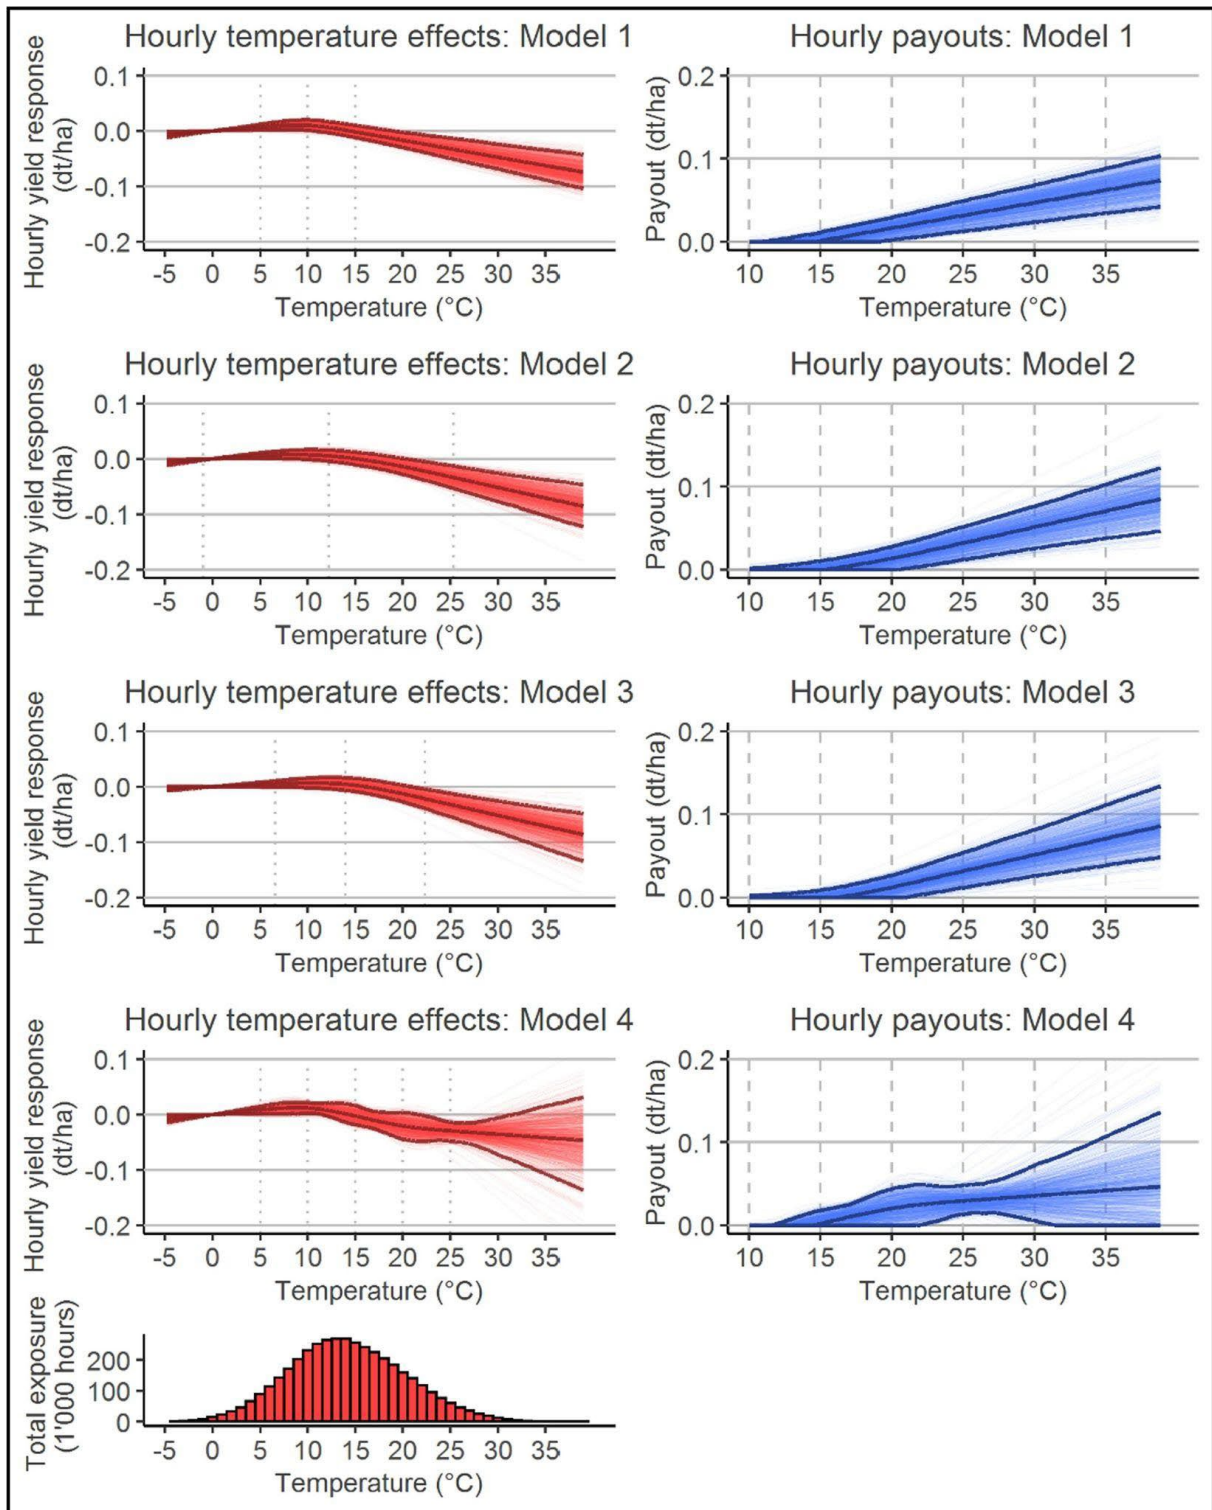 Hourly temperature effects: Model 1
Hourly yield response
(dt/ha)
0.1
0.0
-0.1
-0.2
-5 0 5 10 15 20 25 30 35
Temperature (°C)
Hourly payouts: Model 1
Payout (dt/ha)
0.2
0.1
0.0
10 15 20 25 30 35
Temperature (°C)
Hourly temperature effects: Model 2
Hourly yield response
(dt/ha)
0.1
0.0
-0.1
-0.2
-5 0 5 10 15 20 25 30 35
Temperature (°C)
Hourly payouts: Model 2
Payout (dt/ha)
0.2
0.1
0.0
10 15 20 25 30 35
Temperature (°C)
Hourly temperature effects: Model 3
Hourly yield response
(dt/ha)
0.1
0.0
-0.1
-0.2
-5 0 5 10 15 20 25 30 35
Temperature (°C)
Hourly payouts: Model 3
Payout (dt/ha)
0.2
0.1
0.0
10 15 20 25 30 35
Temperature (°C)
Hourly temperature effects: Model 4
Hourly yield response
(dt/ha)
0.1
0.0
-0.1
-0.2
-5 0 5 10 15 20 25 30 35
Temperature (°C)
Hourly payouts: Model 4
Payout (dt/ha)
0.2
0.1
0.0
10 15 20 25 30 35
Temperature (°C)
Total exposure
(1'000 hours)
200
100
0
-5 0 5 10 15 20 25 30 35
Temperature (°C)